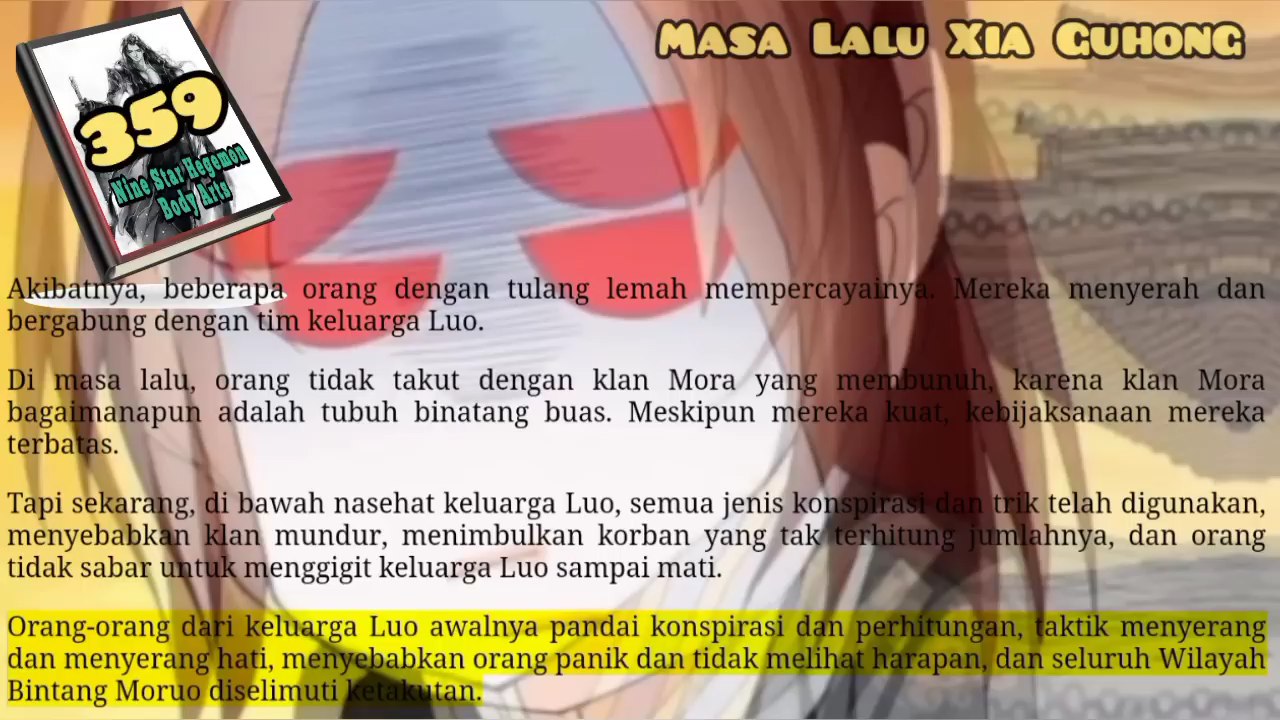 Masa Lalu Xia Guhong
359
Nine Star Hegemon
Body Arts
Akibatnya, beberapa orang dengan tulang lemah mempercayainya. Mereka menyerah dan
bergabung dengan tim keluarga Luo.
Di masa lalu, orang tidak takut dengan klan Mora yang membunuh, karena klan Mora
bagaimanapun adalah tubuh binatang buas. Meskipun mereka kuat, kebijaksanaan mereka
terbatas.
Tapi sekarang, di bawah nasehat keluarga Luo, semua jenis konspirasi dan trik telah digunakan,
menyebabkan klan mundur, menimbulkan korban yang tak terhitung jumlahnya, dan orang
tidak sabar untuk menggigit keluarga Luo sampai mati.
Orang-orang dari keluarga Luo awalnya pandai konspirasi dan perhitungan, taktik menyerang
dan menyerang hati, menyebabkan orang panik dan tidak melihat harapan, dan seluruh Wilayah
Bintang Moruo diselimuti ketakutan.